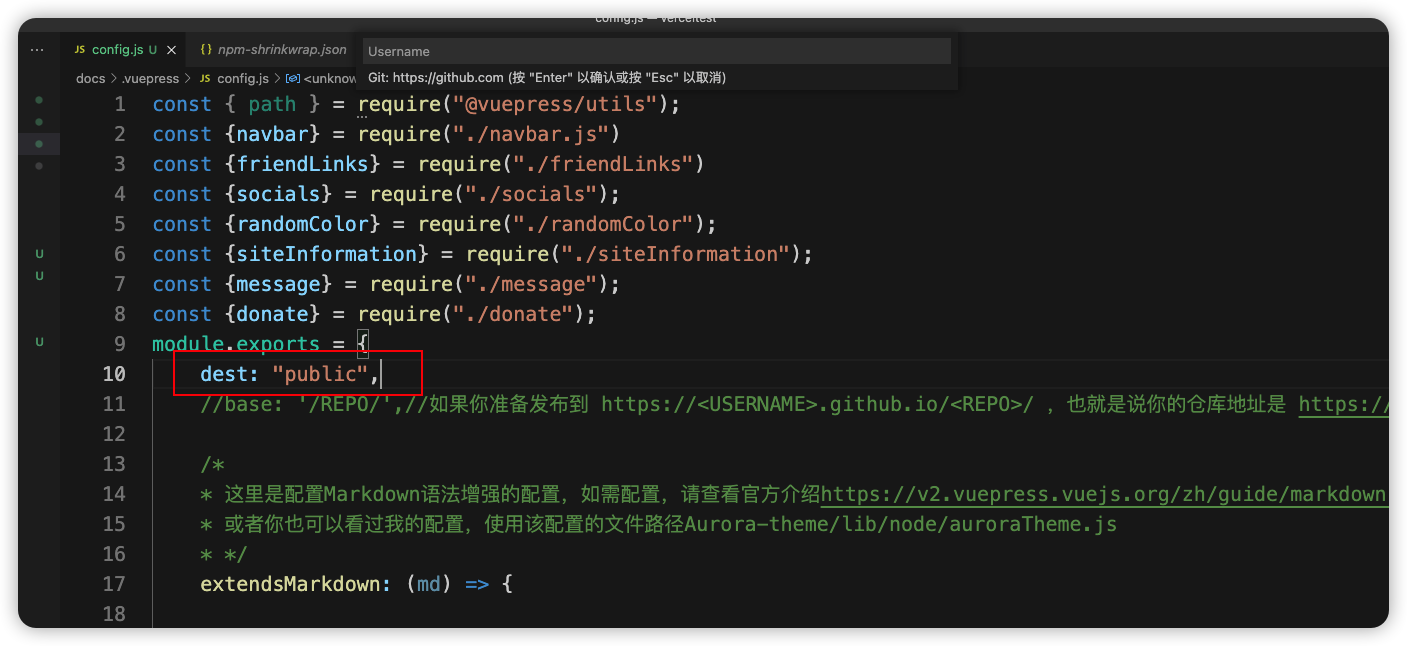 config.js — verceltest
... JS config.js U × {} npm-shrinkwrap.json
Username
Git: https://github.com (按 "Enter" 以确认或按 "Esc" 以取消)
docs > .vuepress > JS config.js > <unknow
1 const { path } = require("@vuepress/utils");
2 const {navbar} = require("./navbar.js")
3 const {friendLinks} = require("./friendLinks")
4 const {socials} = require("./socials");
5 const {randomColor} = require("./randomColor");
U 6 const {siteInformation} = require("./siteInformation");
U 7 const {message} = require("./message");
8 const {donate} = require("./donate");
U 9 module.exports = {
10 dest: "public",
11 //base: '/REPO/',//如果你准备发布到 https://<USERNAME>.github.io/<REPO>/ ，也就是说你的仓库地址是 https://
12
13 /*
14 * 这里是配置Markdown语法增强的配置，如需配置，请查看官方介绍https://v2.vuepress.vuejs.org/zh/guide/markdown
15 * 或者你也可以看过我的配置，使用该配置的文件路径Aurora-theme/lib/node/auroraTheme.js
16 * */
17 extendsMarkdown: (md) => {
18